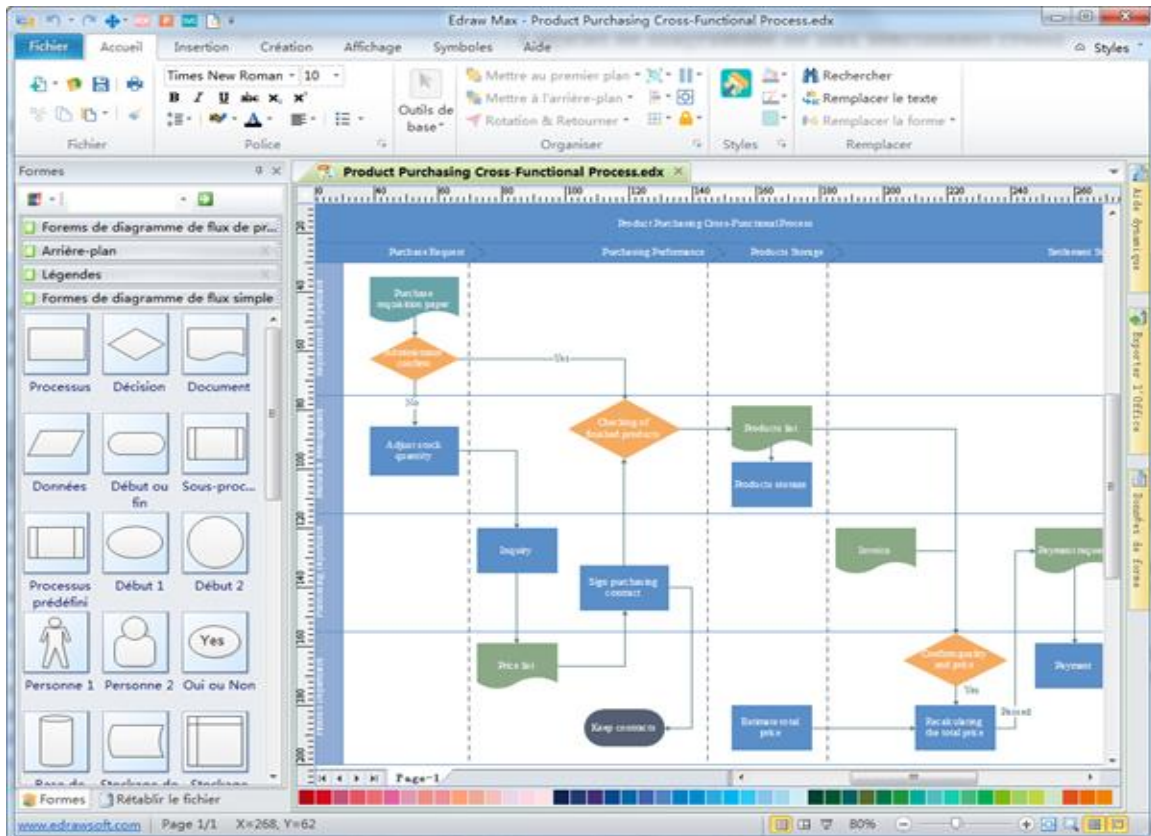 Edraw Max - Product Purchasing Cross-Functional Process.edx
Fichier Accueil Insertion Création Affichage Symboles Aide Styles
Times New Roman 10
Mettre au premier plan
Mettre à l'arrière-plan
Rotation & Retourner
Outils de base
Rechercher
Remplacer le texte
Remplacer la forme
Fichier Police Organiser Styles Remplacer
Formes
Product Purchasing Cross-Functional Process.edx
Forems de diagramme de flux de pr...
Arrière-plan
Légendes
Formes de diagramme de flux simple
Processus Décision Document
Données Début ou fin Sous-proc...
Processus prédéfini Début 1 Début 2
Yes
Personne 1 Personne 2 Oui ou Non
Product Purchasing Cross-Functional Process
Purchase Request Purchasing Performance Products Storage
Purchase
requisition paper
Yes
No
Adjust stock
quantity
Checking of
finished products
Products list
Products storage
Inquiry
Sign purchasing
contract
Invoice
Price list
Payment
Keep contracts
Estimate total
price
Yes
Recalculating
the total price
Passed
Aide dynamique
Exporter l'Office
Données de forme
Page-1
Formes Rétablir le fichier
www.edrawsoft.com Page 1/1 X=268, Y=62 80%